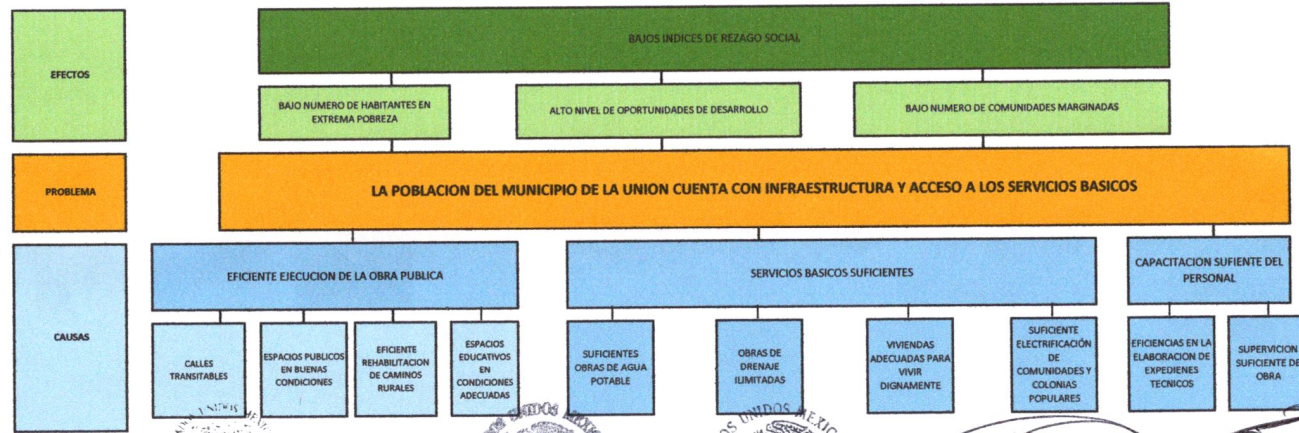 EFECTOS
BAJOS INDICES DE REZAGO SOCIAL
BAJO NUMERO DE HABITANTES EN
EXTREMA POBREZA
ALTO NIVEL DE OPORTUNIDADES DE DESARROLLO
BAJO NUMERO DE COMUNIDADES MARGINADAS
PROBLEMA
LA POBLACION DEL MUNICIPIO DE LA UNION CUENTA CON INFRAESTRUCTURA Y ACCESO A LOS SERVICIOS BASICOS
CAUSAS
EFICIENTE EJECUCION DE LA OBRA PUBLICA
SERVICIOS BASICOS SUFICIENTES
CAPACITACION SUFIENTE DEL
PERSONAL
CALLES
TRANSITABLES
ESPACIOS PUBLICOS
EN BUENAS
CONDICIONES
EFICIENTE
REHABILITACION
DE CAMINOS
RURALES
ESPACIOS
EDUCATIVOS
EN
CONDICIONES
ADECUADAS
SUFICIENTES
OBRAS DE AGUA
POTABLE
OBRAS DE
DRENAJE
ILIMITADAS
VIVIENDAS
ADECUADAS PARA
VIVIR
DIGNAMENTE
SUFICIENTE
ELECTRIFICACIÓN
DE
COMUNIDADES Y
COLONIAS
POPULARES
EFICIENCIAS EN LA
ELABORACION DE
EXPEDIENES
TECNICOS
SUPERVICION
SUFICIENTE DE
OBRA
UNIDOS MEXIC